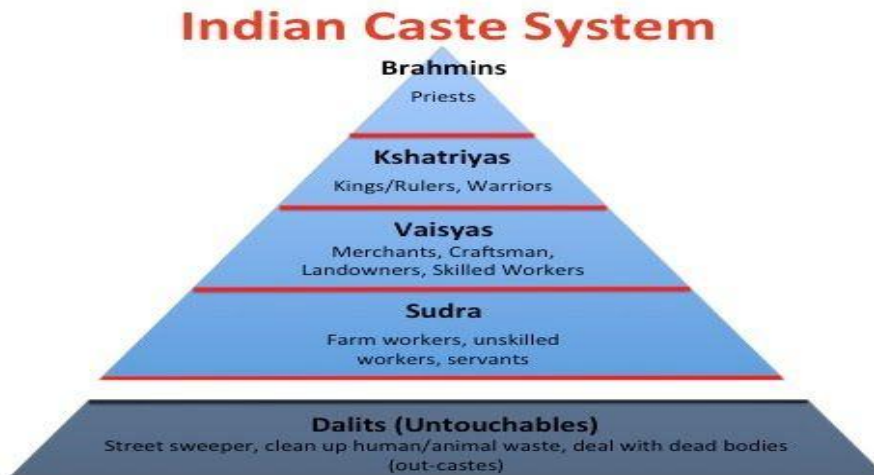 Indian Caste System
Brahmins
Priests
Kshatriyas
Kings/Rulers, Warriors
Vaisyas
Merchants, Craftsman,
Landowners, Skilled Workers
Sudra
Farm workers, unskilled
workers, servants
Dalits (Untouchables)
Street sweeper, clean up human/animal waste, deal with dead bodies
(out-castes)